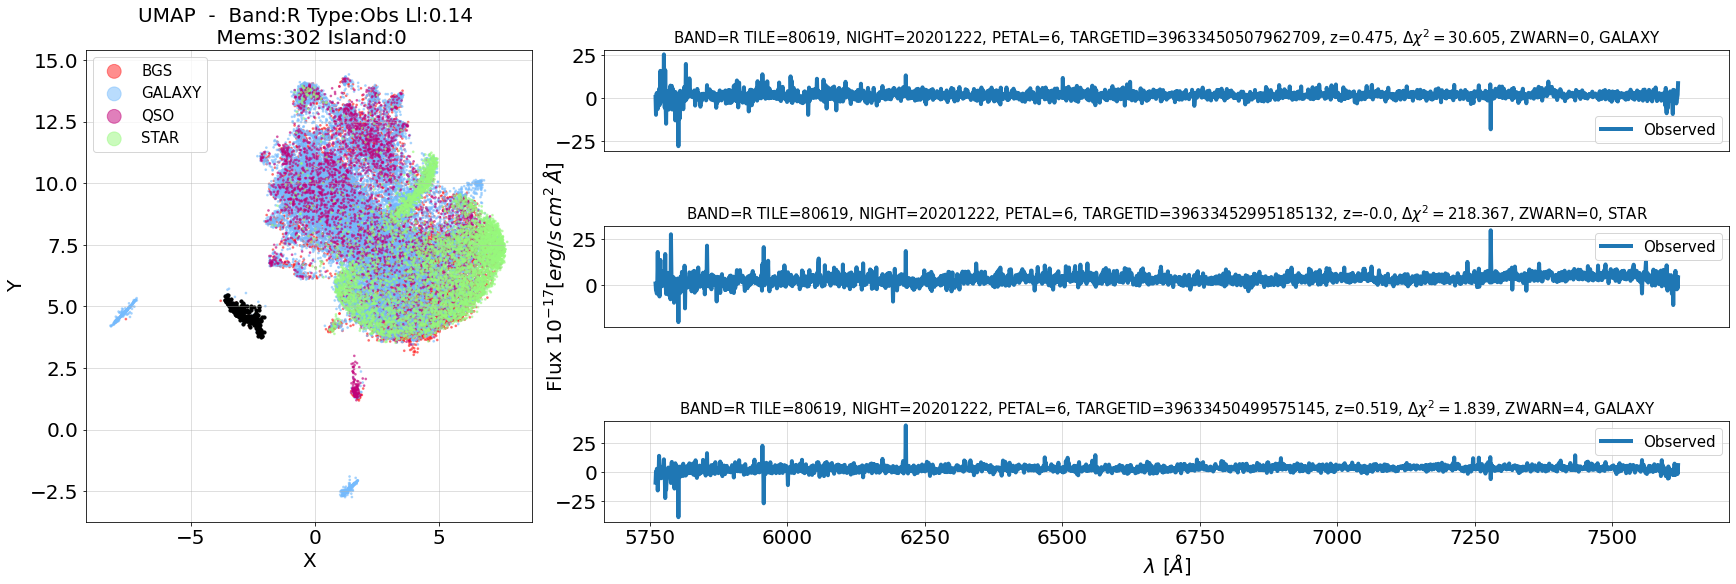 UMAP - Band:R Type:Obs Ll:0.14
Mems:302 Island:0
BGS
GALAXY
QSO
STAR
15.0
12.5
10.0
7.5
5.0
2.5
0.0
−2.5
Y
−5
0
5
X
Flux 10⁻¹⁷[erg/s cm² Å]
BAND=R TILE=80619, NIGHT=20201222, PETAL=6, TARGETID=39633450507962709, z=0.475, Δχ² = 30.605, ZWARN=0, GALAXY
25
0
−25
Observed
BAND=R TILE=80619, NIGHT=20201222, PETAL=6, TARGETID=39633452995185132, z=-0.0, Δχ² = 218.367, ZWARN=0, STAR
25
0
Observed
BAND=R TILE=80619, NIGHT=20201222, PETAL=6, TARGETID=39633450499575145, z=0.519, Δχ² = 1.839, ZWARN=4, GALAXY
25
0
−25
Observed
5750
6000
6250
6500
6750
7000
7250
7500
λ [Å]